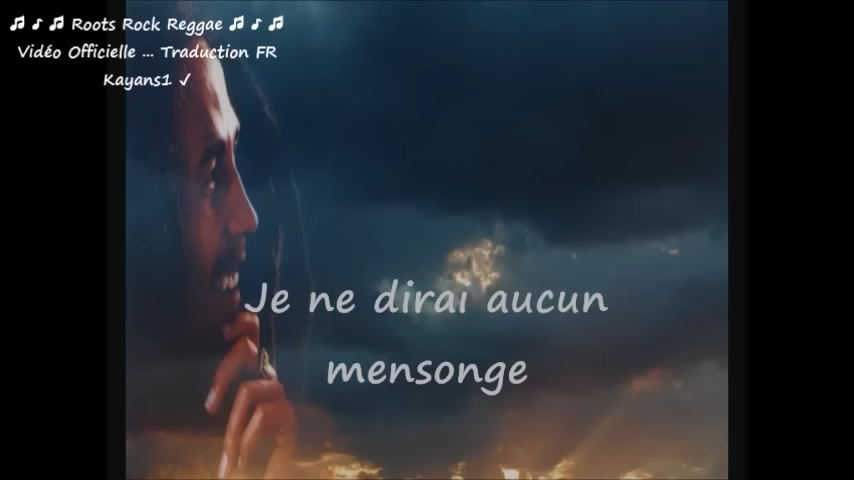 🎵 ♪ 🎵 Roots Rock Reggae 🎵 ♪ 🎵
Vidéo Officielle ... Traduction FR
Kayans1 ✓
Je ne dirai aucun
mensonge